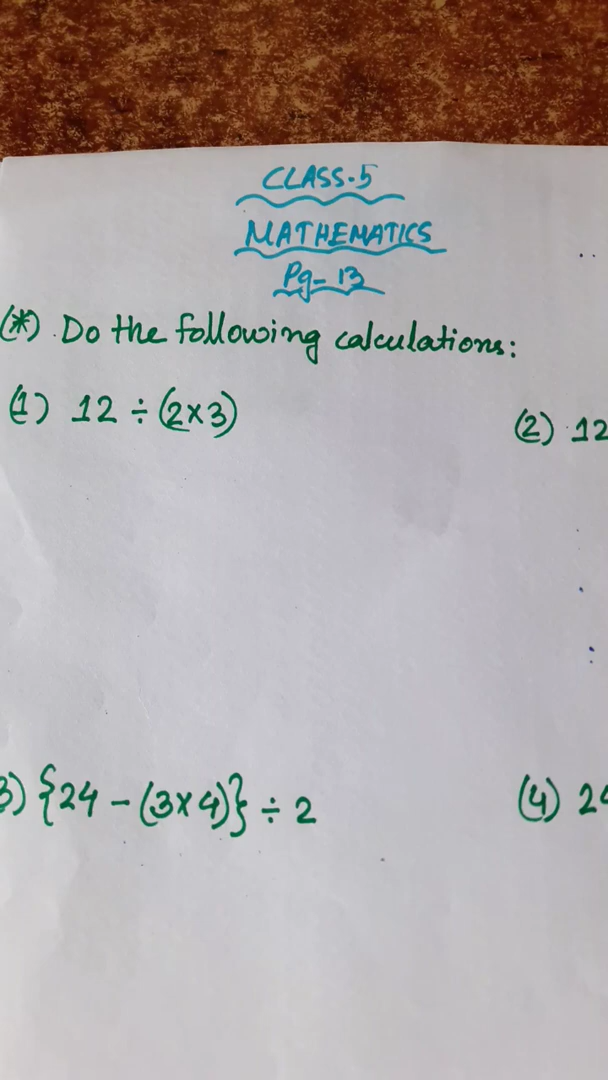 CLASS-5
MATHEMATICS
Pg- 13
(*) Do the following calculations:
(1) 12 ÷ (2×3)
(2) 12
3) {24 - (3×4)} ÷ 2
(4) 24